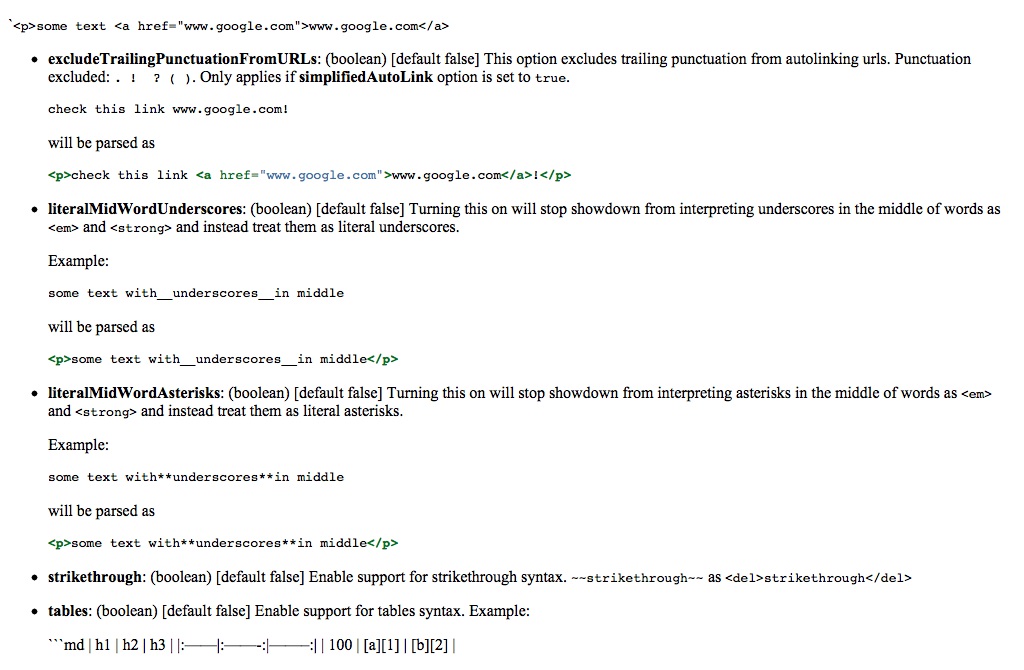 `<p>some text <a href="www.google.com">www.google.com</a>
• excludeTrailingPunctuationFromURLs: (boolean) [default false] This option excludes trailing punctuation from autolinking urls. Punctuation
excluded: . ! ? ( ). Only applies if simplifiedAutoLink option is set to true.
check this link www.google.com!
will be parsed as
<p>check this link <a href="www.google.com">www.google.com</a>!</p>
• literalMidWordUnderscores: (boolean) [default false] Turning this on will stop showdown from interpreting underscores in the middle of words as
<em> and <strong> and instead treat them as literal underscores.
Example:
some text with__underscores__in middle
will be parsed as
<p>some text with__underscores__in middle</p>
• literalMidWordAsterisks: (boolean) [default false] Turning this on will stop showdown from interpreting asterisks in the middle of words as <em>
and <strong> and instead treat them as literal asterisks.
Example:
some text with**underscores**in middle
will be parsed as
<p>some text with**underscores**in middle</p>
• strikethrough: (boolean) [default false] Enable support for strikethrough syntax. ~~strikethrough~~ as <del>strikethrough</del>
• tables: (boolean) [default false] Enable support for tables syntax. Example:
```md | h1 | h2 | h3 | |:——|:——-:|——–:| | 100 | [a][1] | [b][2] |